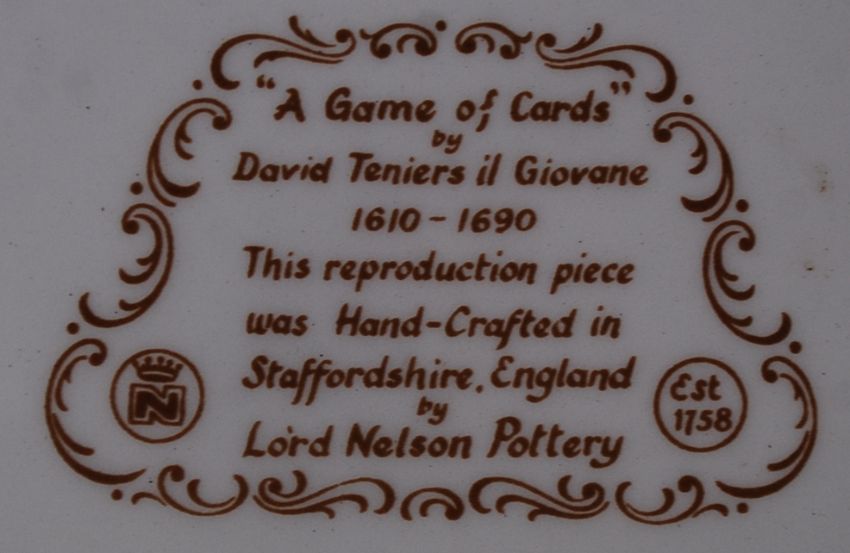 "A Game of Cards"
by
David Teniers il Giovane
1610 - 1690
This reproduction piece
was Hand-Crafted in
Staffordshire. England
by
Lord Nelson Pottery
N
Est
1758